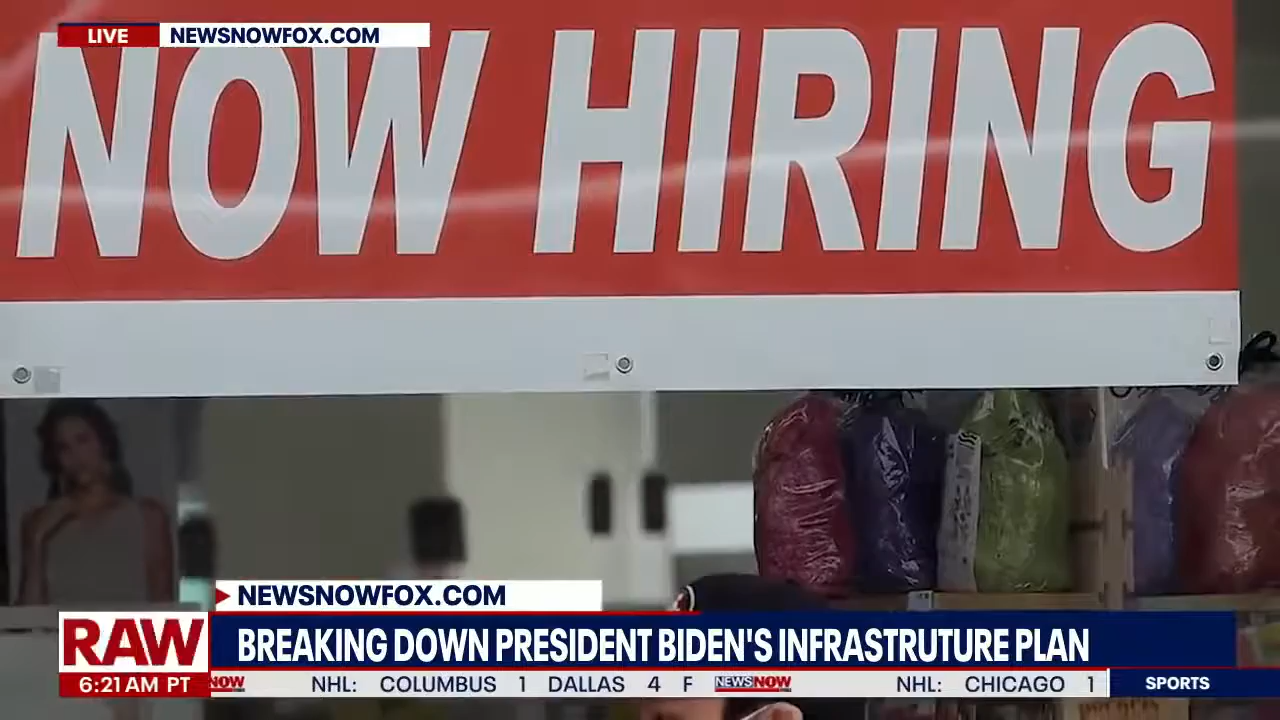 LIVE NEWSNOWFOX.COM
NOW HIRING
NEWSNOWFOX.COM
RAW BREAKING DOWN PRESIDENT BIDEN'S INFRASTRUTURE PLAN
6:21 AM PT NOW NHL: COLUMBUS 1 DALLAS 4 F NEWSNOW NHL: CHICAGO 1 SPORTS